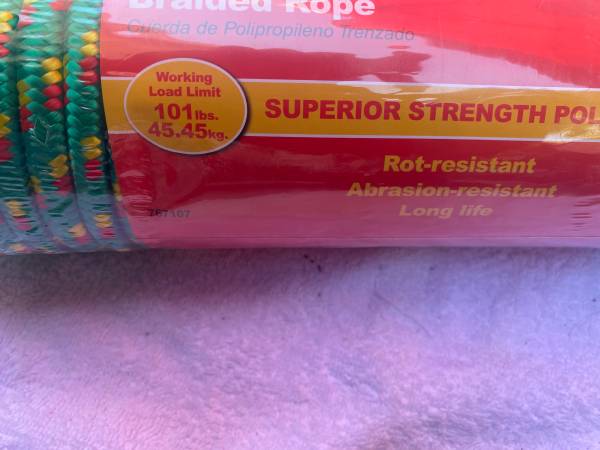 Braided Rope
Cuerda de Polipropileno Trenzado
Working
Load Limit
101lbs.
45.45kg.
SUPERIOR STRENGTH POL
Rot-resistant
Abrasion-resistant
Long life
767107